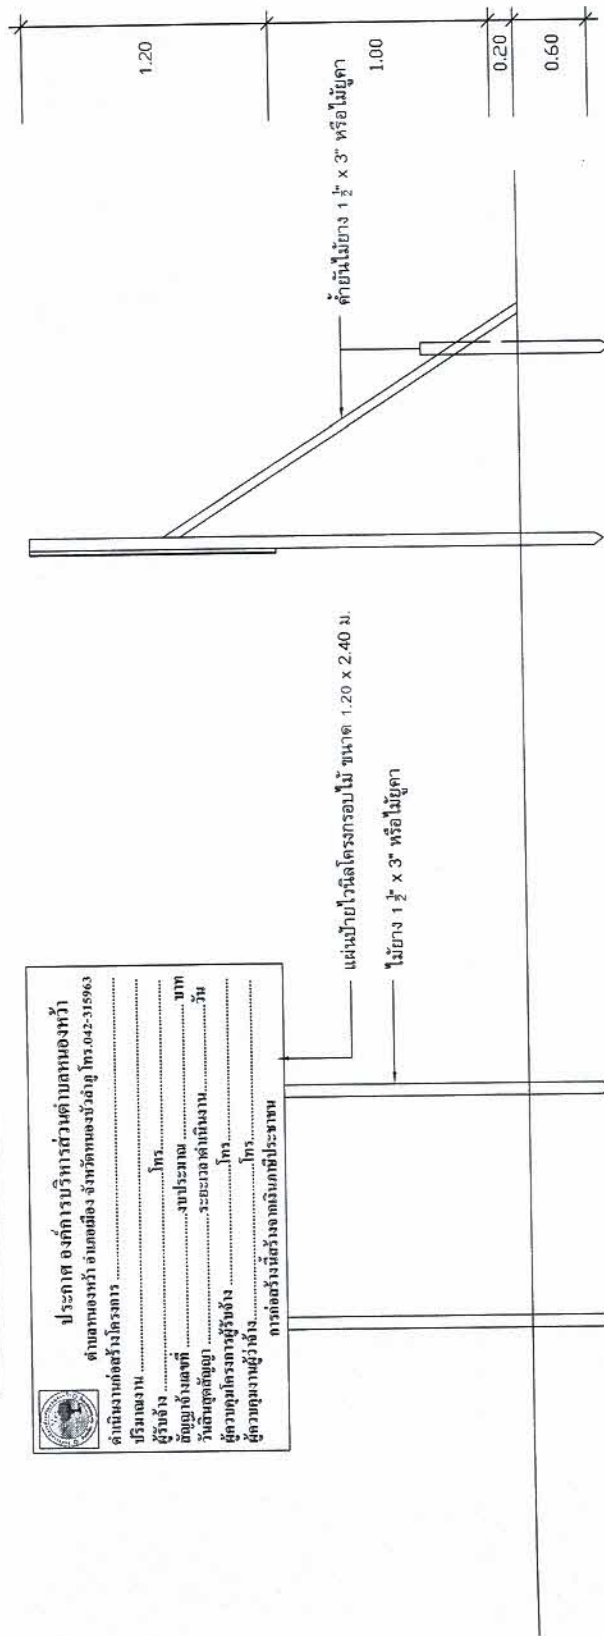 ประกาศ องค์การบริหารส่วนตำบลหนองหว้า
ตำบลหนองหว้า อำเภอเมือง จังหวัดหนองบัวลำภู โทร.042-315963
ดำเนินงานก่อสร้างโครงการ ........................................
ปริมาณงาน ........................................
ผู้รับจ้าง ....................โทร....................
สัญญาจ้างเลขที่ ....................งบประมาณ ....................บาท
วันสิ้นสุดสัญญา ....................ระยะเวลาดำเนินงาน....................วัน
ผู้ควบคุมโครงการผู้รับจ้าง ....................โทร....................
ผู้ควบคุมงานผู้ว่าจ้าง....................โทร....................
การก่อสร้างนี้สร้างจากเงินภาษีประชาชน
แผ่นป้ายไวนิลโครงกรอบไม้ ขนาด 1.20 x 2.40 ม.
ไม้ยาง 1 ½" x 3" หรือไม้ยูคา
ค้ำยันไม้ยาง 1 ½" x 3" หรือไม้ยูคา
1.20
1.00
0.20
0.60